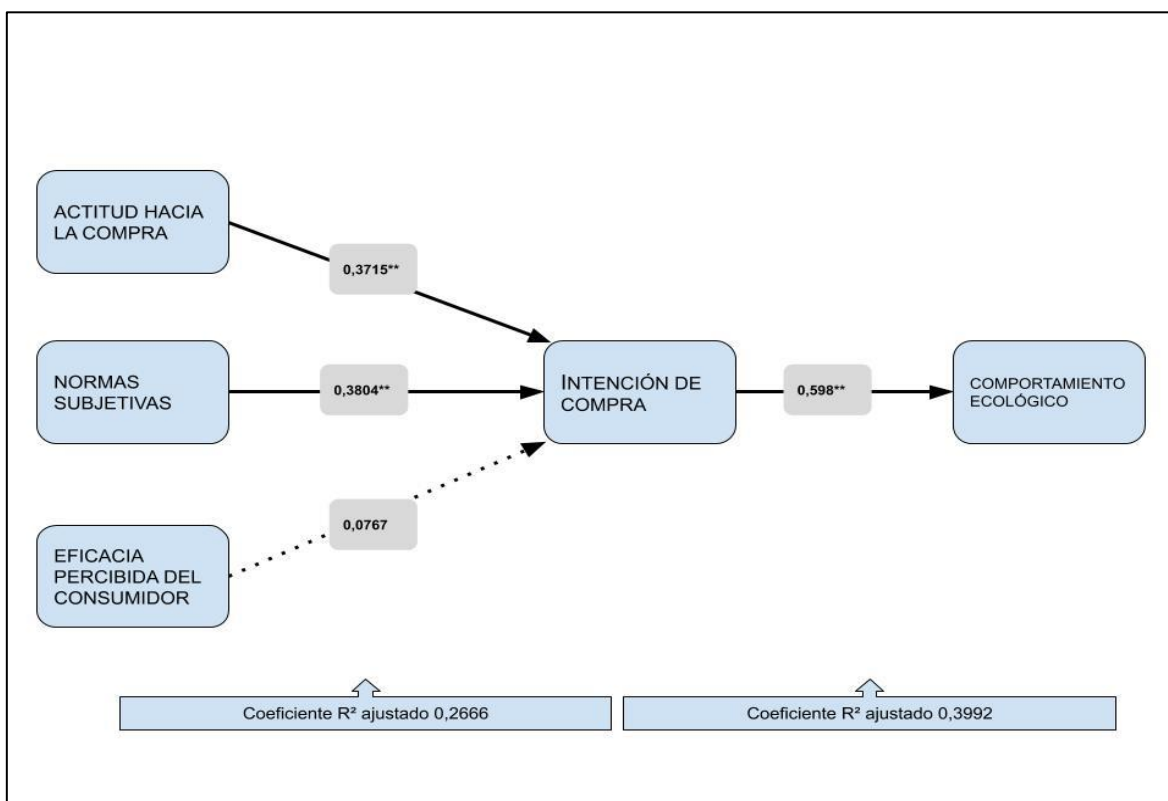 ACTITUD HACIA
LA COMPRA
0,3715**
NORMAS
SUBJETIVAS
0,3804**
INTENCIÓN DE
COMPRA
0,598**
COMPORTAMIENTO
ECOLÓGICO
0,0767
EFICACIA
PERCIBIDA DEL
CONSUMIDOR
Coeficiente R² ajustado 0,2666
Coeficiente R² ajustado 0,3992